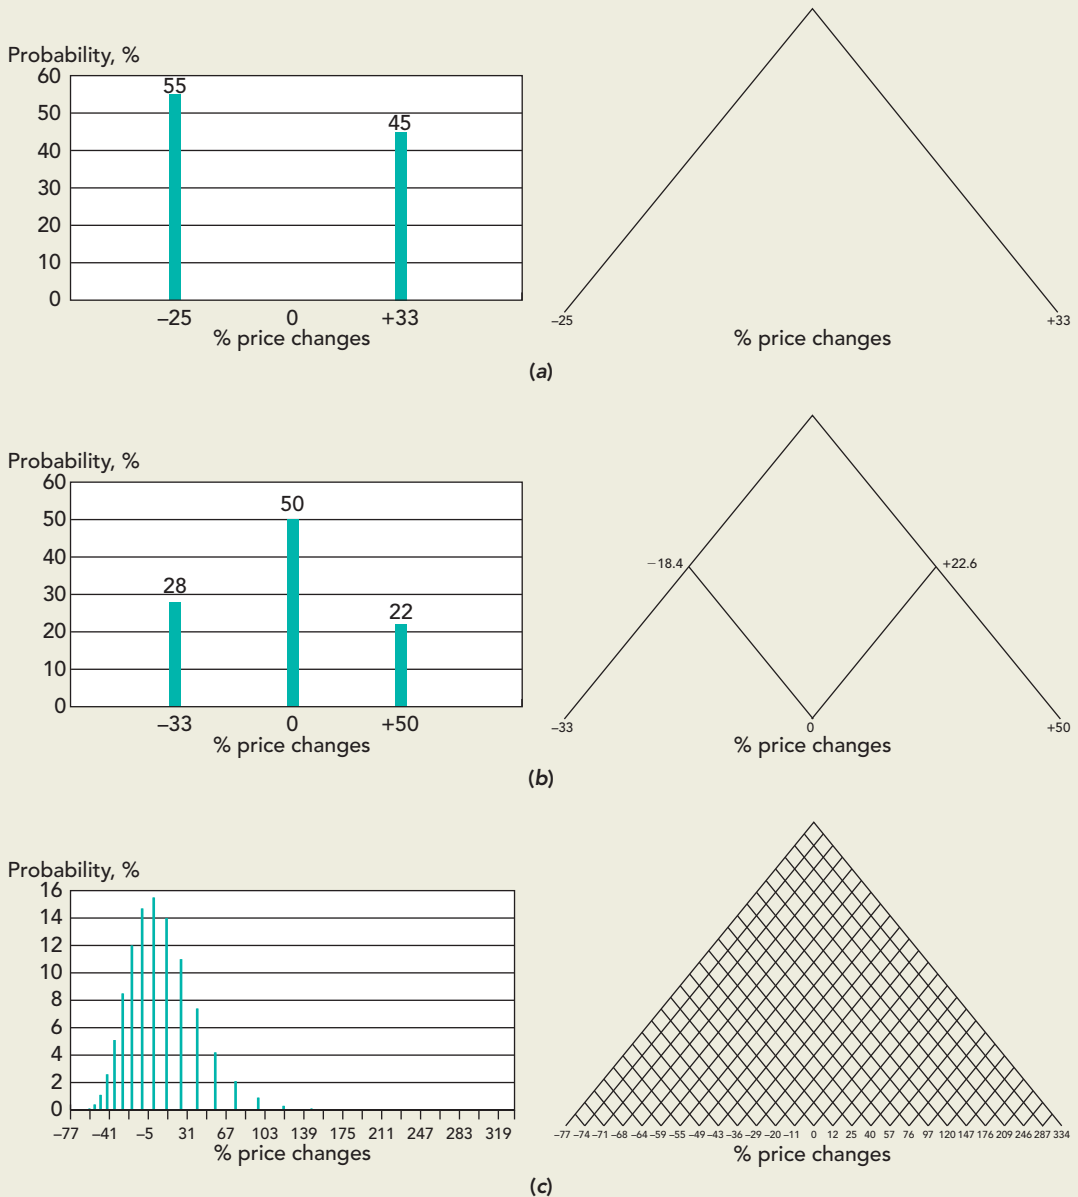 Probability, %
60
50
40
30
20
10
0
55
45
−25
0
+33
% price changes
−25
+33
% price changes
(a)
Probability, %
60
50
40
30
20
10
0
28
50
22
−33
0
+50
% price changes
−18.4
+22.6
−33
0
+50
% price changes
(b)
Probability, %
16
14
12
10
8
6
4
2
0
−77 −41 −5 31 67 103 139 175 211 247 283 319
% price changes
−77 −74 −71 −68 −64 −59 −55 −49 −43 −36 −29 −20 −11 0 12 25 40 57 76 97 120 147 176 209 246 287 334
% price changes
(c)